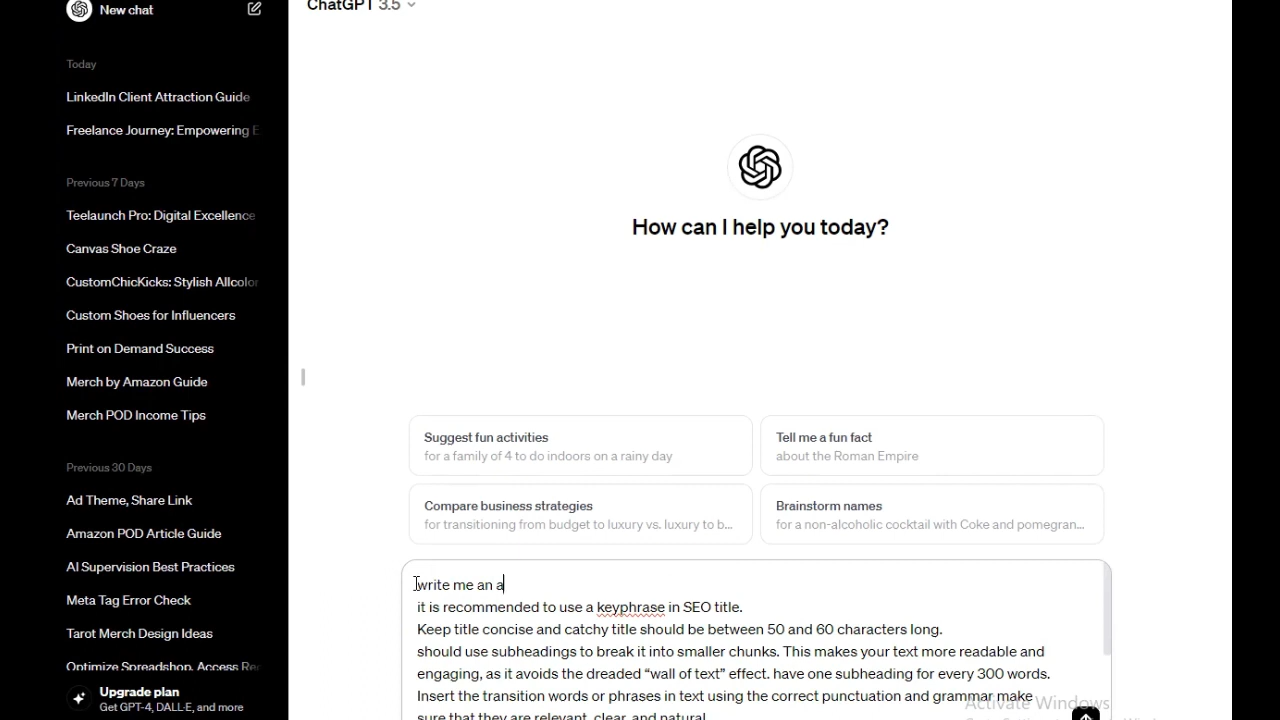 ChatGPT 3.5
New chat
Today
LinkedIn Client Attraction Guide
Freelance Journey: Empowering E
Previous 7 Days
Teelaunch Pro: Digital Excellence
Canvas Shoe Craze
CustomChicKicks: Stylish Allcolor
Custom Shoes for Influencers
Print on Demand Success
Merch by Amazon Guide
Merch POD Income Tips
Previous 30 Days
Ad Theme, Share Link
Amazon POD Article Guide
AI Supervision Best Practices
Meta Tag Error Check
Tarot Merch Design Ideas
Optimize Spreadshop, Access Re
Upgrade plan
Get GPT-4, DALL·E, and more
How can I help you today?
Suggest fun activities
for a family of 4 to do indoors on a rainy day
Tell me a fun fact
about the Roman Empire
Compare business strategies
for transitioning from budget to luxury vs. luxury to b...
Brainstorm names
for a non-alcoholic cocktail with Coke and pomegran...
write me an a
it is recommended to use a keyphrase in SEO title.
Keep title concise and catchy title should be between 50 and 60 characters long.
should use subheadings to break it into smaller chunks. This makes your text more readable and
engaging, as it avoids the dreaded “wall of text” effect. have one subheading for every 300 words.
Insert the transition words or phrases in text using the correct punctuation and grammar make
sure that they are relevant, clear, and natural.
Activate Windows